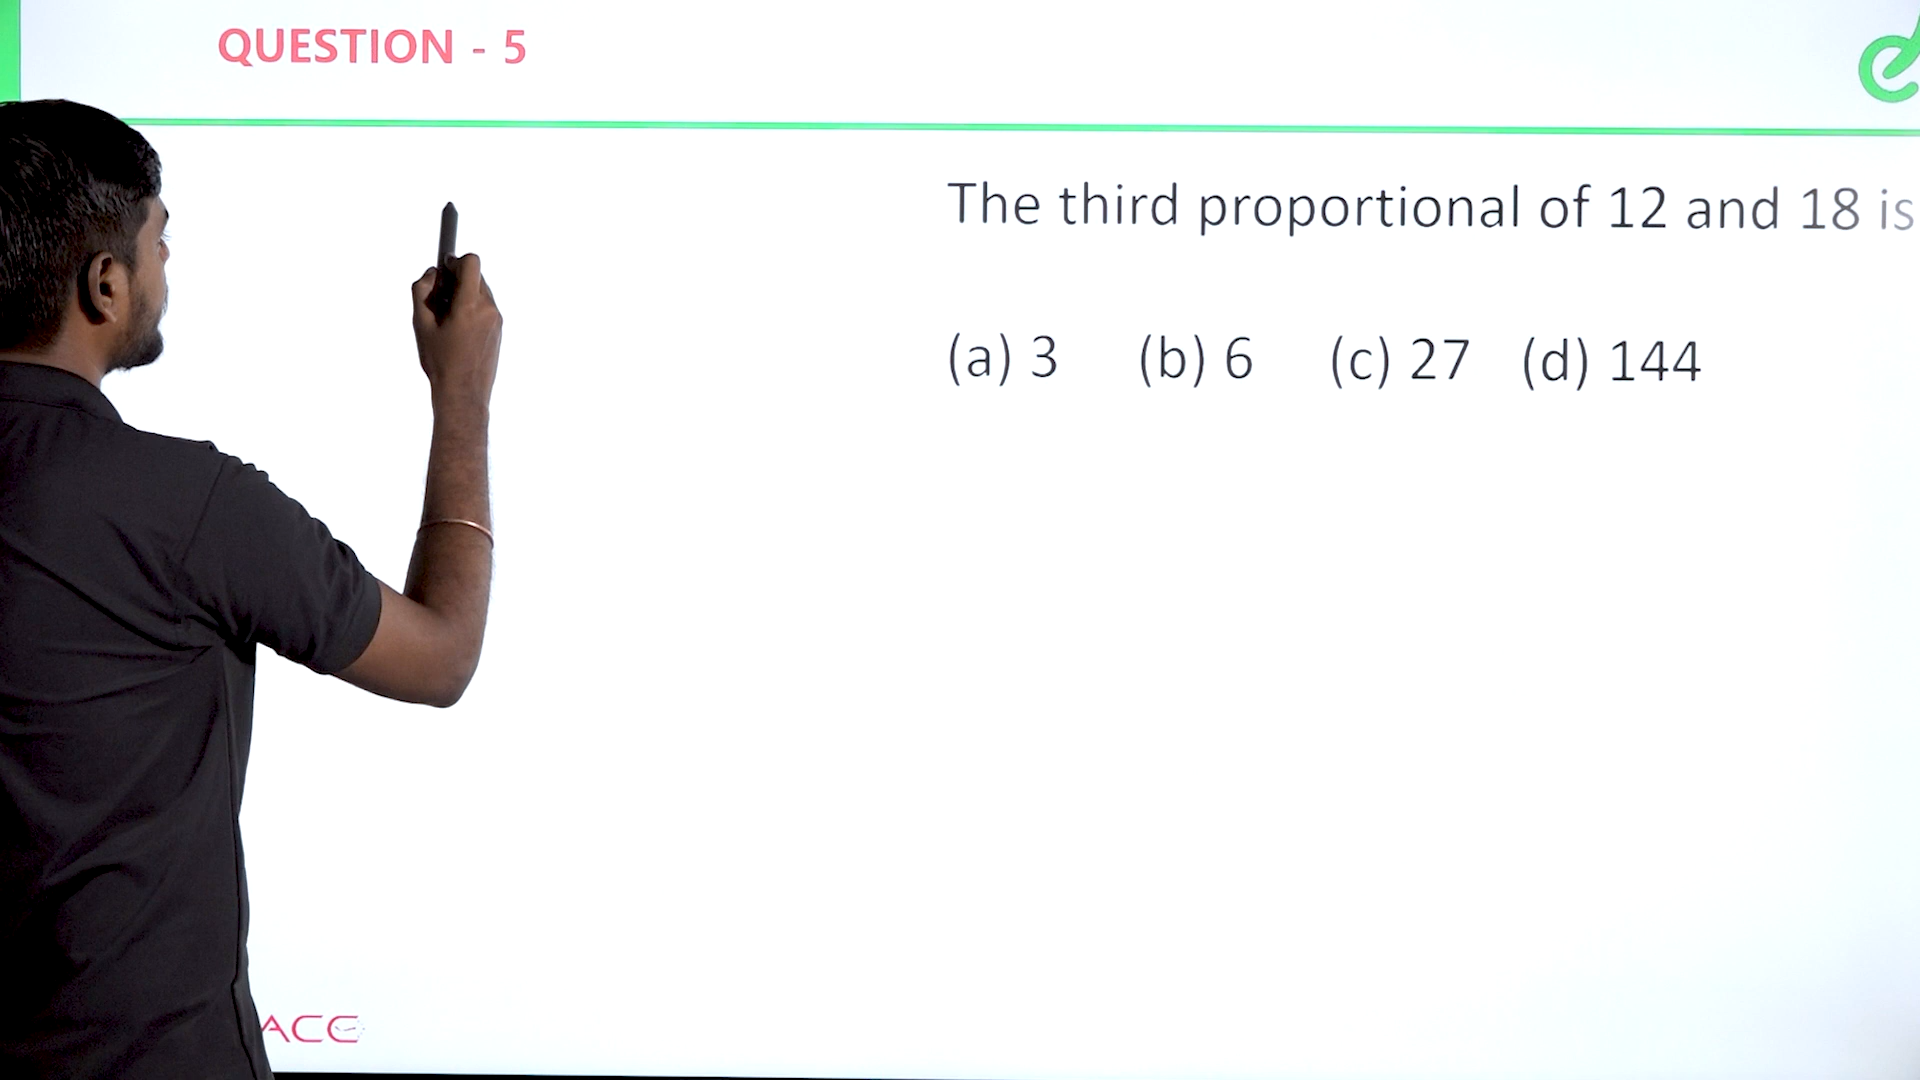 QUESTION - 5
The third proportional of 12 and 18 is
(a) 3 (b) 6 (c) 27 (d) 144
ACE